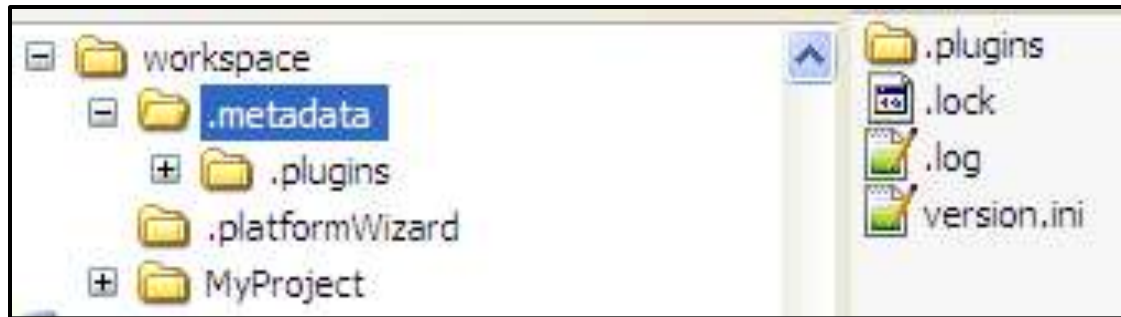 workspace
.metadata
.plugins
.platformWizard
MyProject
.plugins
.lock
.log
version.ini